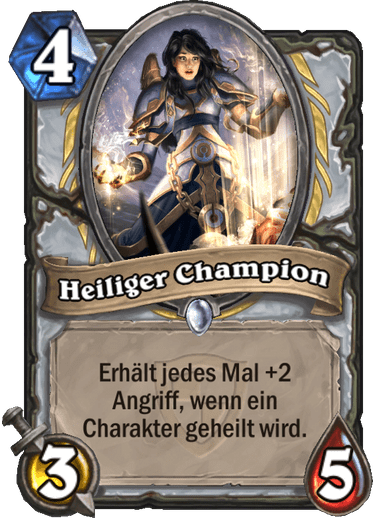 4
Heiliger Champion
Erhält jedes Mal +2
Angriff, wenn ein
Charakter geheilt wird.
3
5